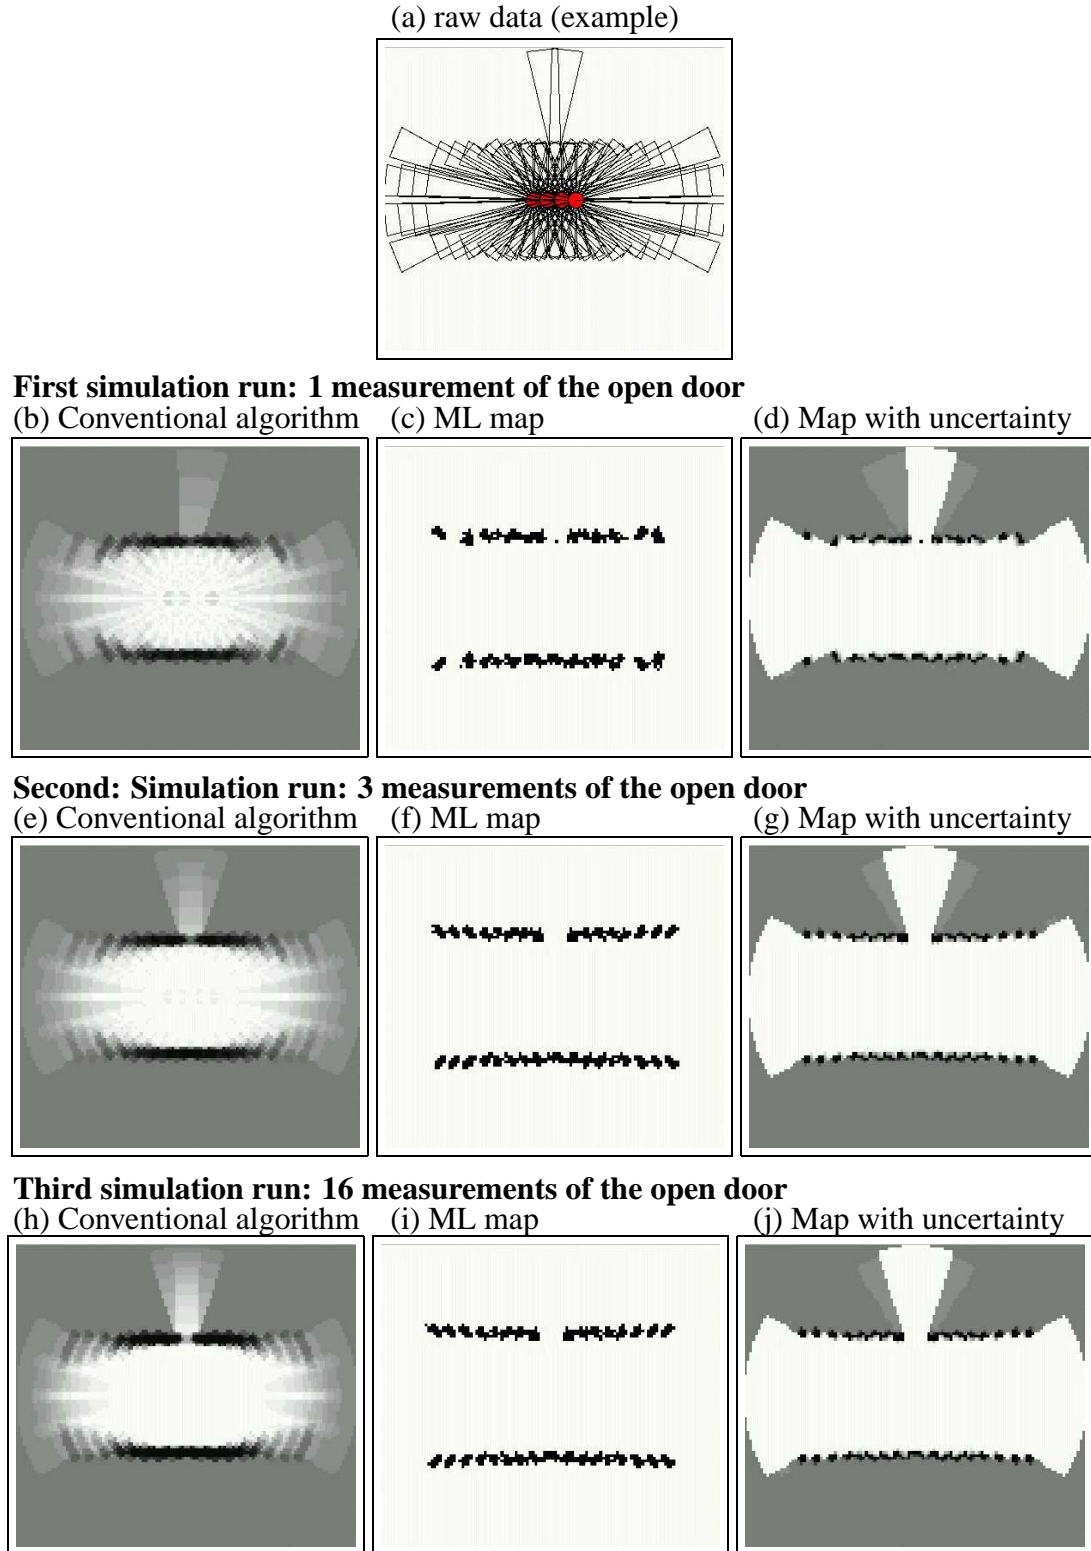 (a) raw data (example)
First simulation run: 1 measurement of the open door
(b) Conventional algorithm (c) ML map (d) Map with uncertainty
Second: Simulation run: 3 measurements of the open door
(e) Conventional algorithm (f) ML map (g) Map with uncertainty
Third simulation run: 16 measurements of the open door
(h) Conventional algorithm (i) ML map (j) Map with uncertainty